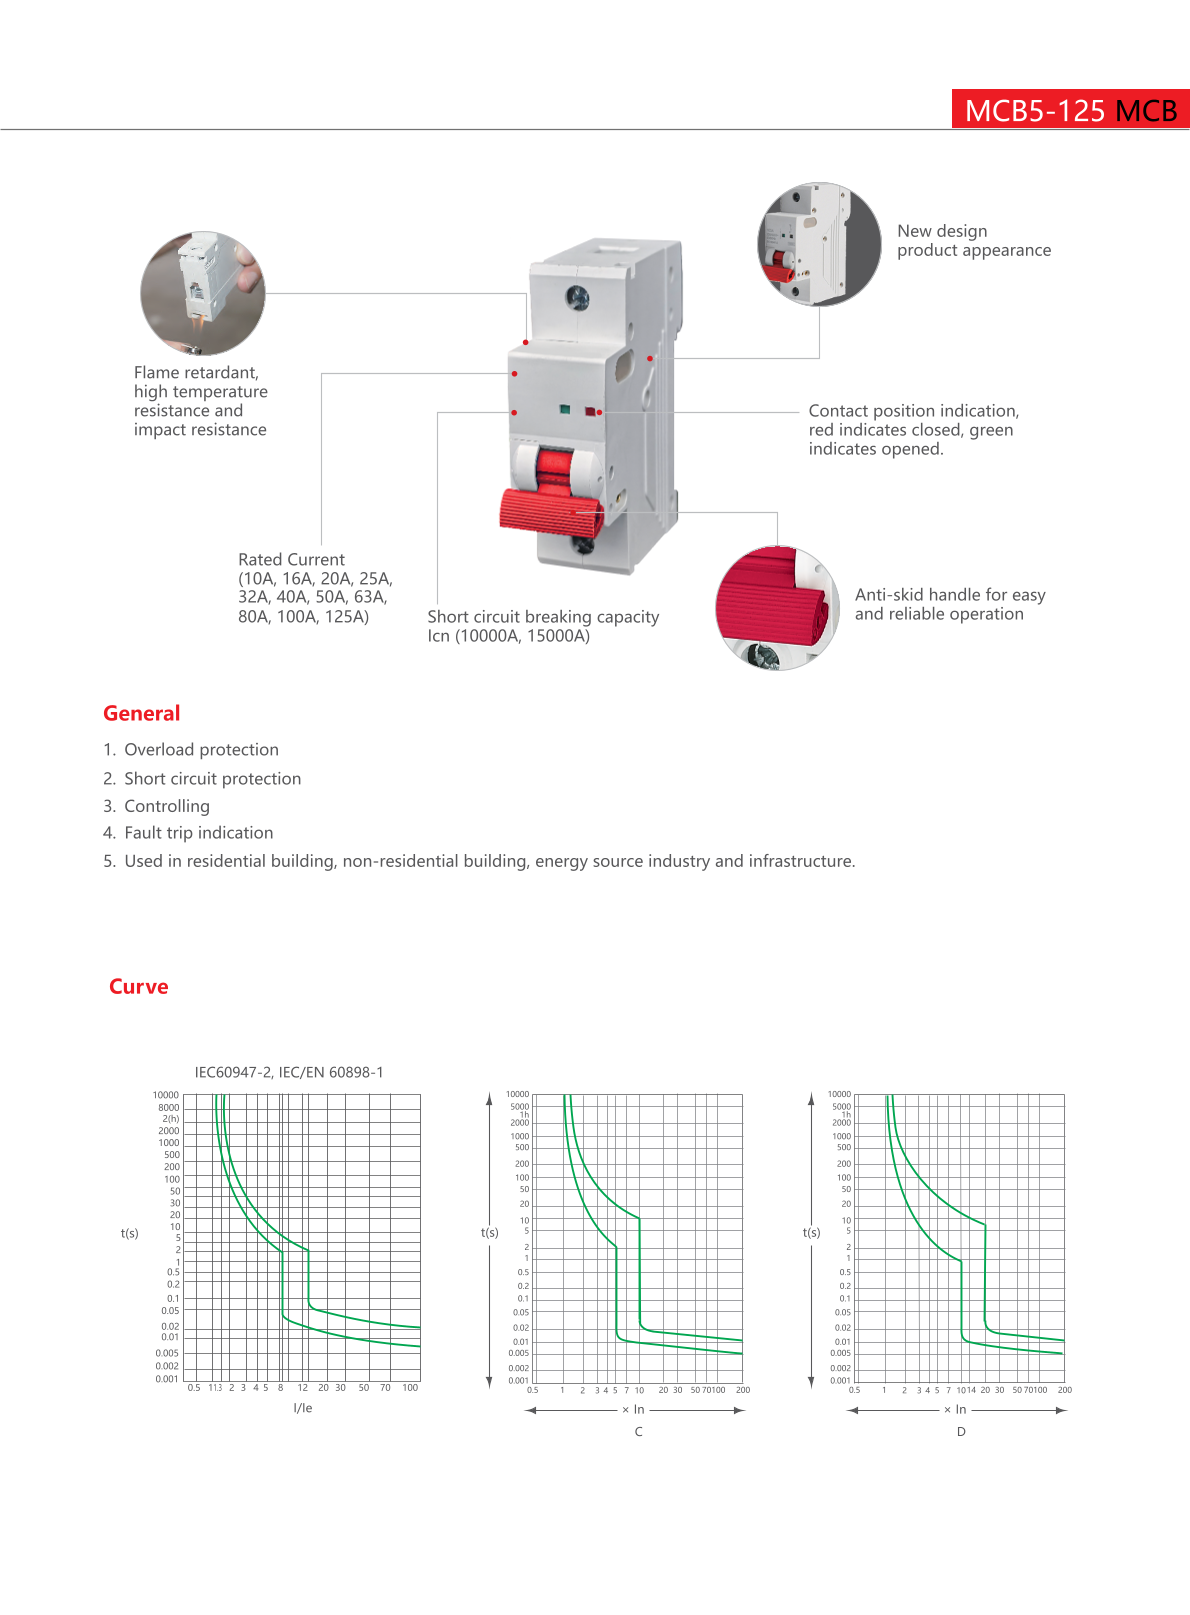 MCB5-125 MCB
New design
product appearance
Flame retardant,
high temperature
resistance and
impact resistance
Contact position indication,
red indicates closed, green
indicates opened.
Rated Current
(10A, 16A, 20A, 25A,
32A, 40A, 50A, 63A,
80A, 100A, 125A)
Short circuit breaking capacity
Icn (10000A, 15000A)
Anti-skid handle for easy
and reliable operation
General
1. Overload protection
2. Short circuit protection
3. Controlling
4. Fault trip indication
5. Used in residential building, non-residential building, energy source industry and infrastructure.
Curve
IEC60947-2, IEC/EN 60898-1
10000
8000
2(h)
2000
1000
500
200
100
50
30
20
10
5
2
1
0.5
0.2
0.1
0.05
0.02
0.01
0.005
0.002
0.001
t(s)
0.5 1 1.3 2 3 4 5 8 12 20 30 50 70 100
I/Ie
10000
5000
1h
2000
1000
500
200
100
50
20
10
5
2
1
0.5
0.2
0.1
0.05
0.02
0.01
0.005
0.002
0.001
t(s)
0.5 1 2 3 4 5 7 10 20 30 50 70 100 200
× In
C
10000
5000
1h
2000
1000
500
200
100
50
20
10
5
2
1
0.5
0.2
0.1
0.05
0.02
0.01
0.005
0.002
0.001
t(s)
0.5 1 2 3 4 5 7 10 14 20 30 50 70 100 200
× In
D